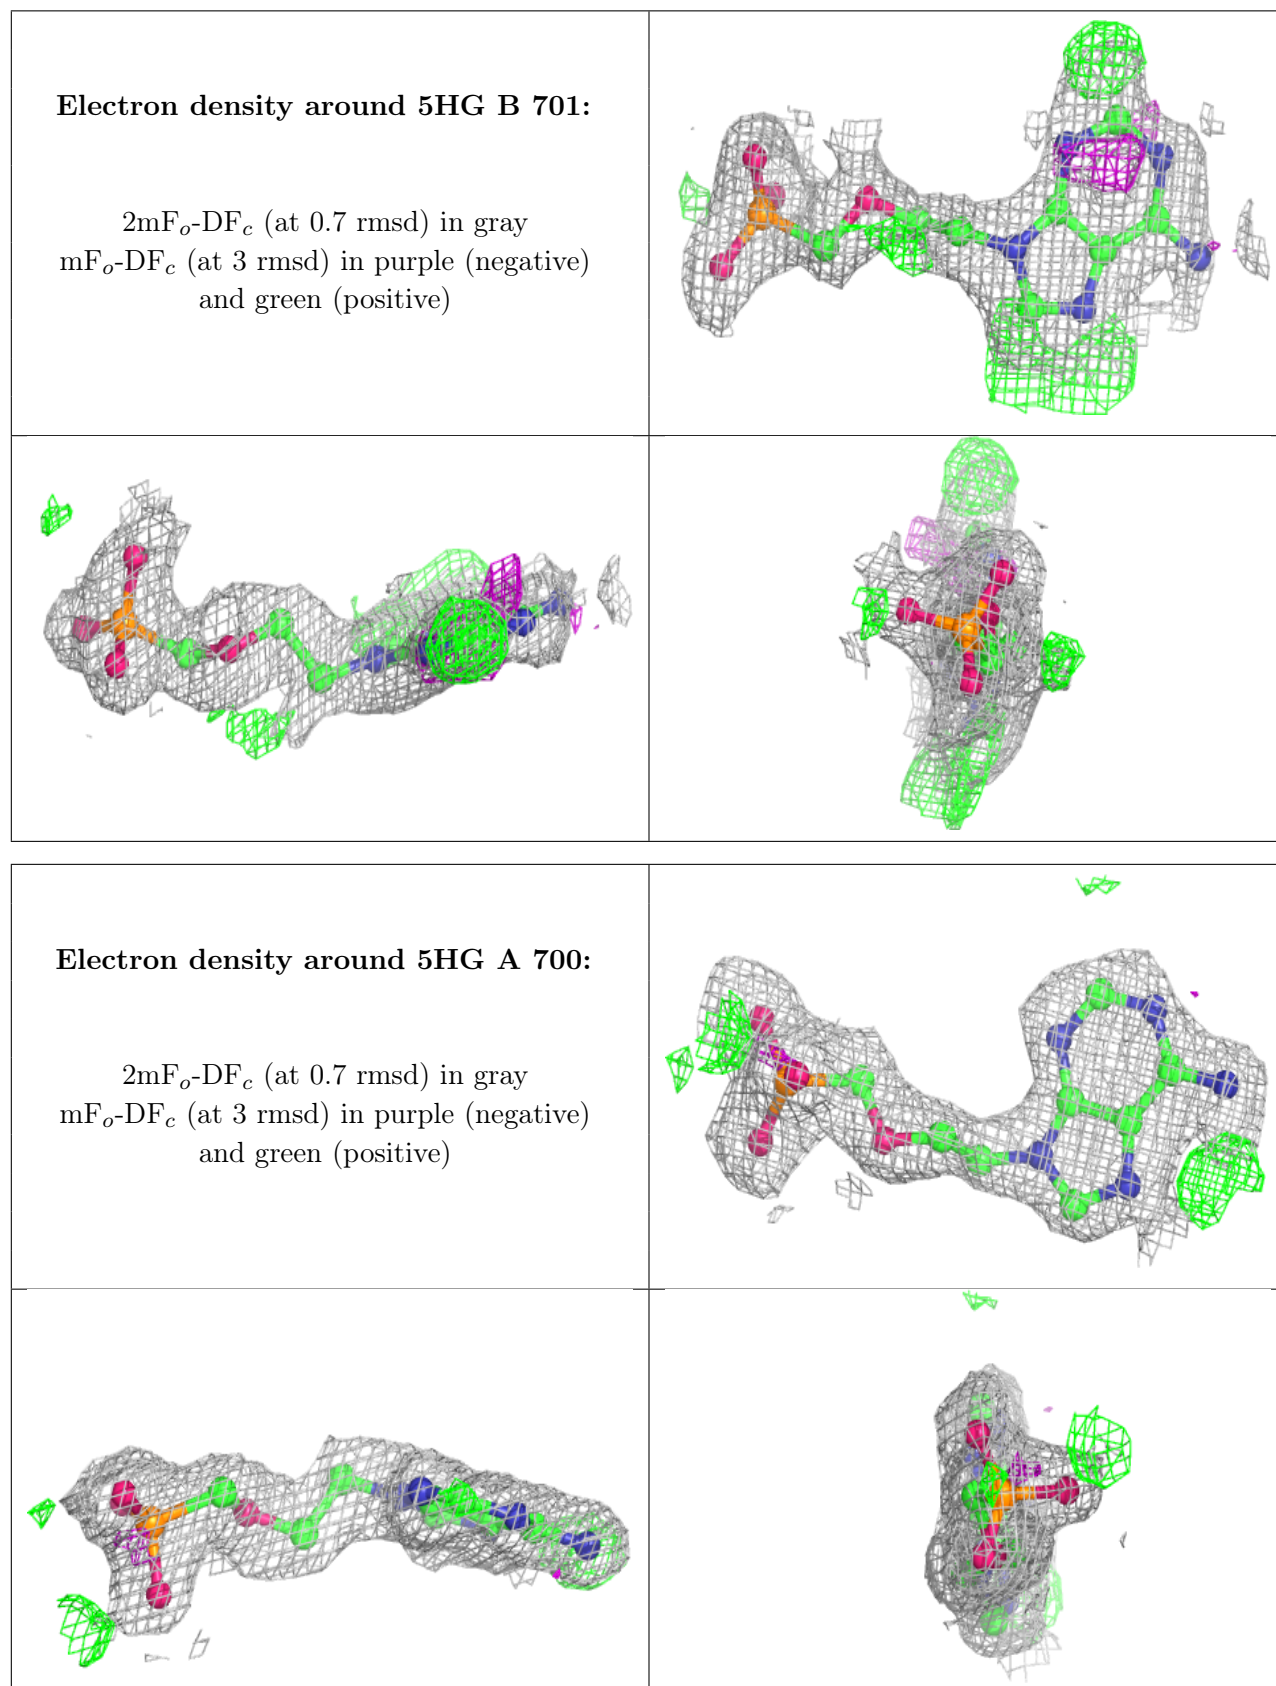 Electron density around 5HG B 701:
2mFo-DFc (at 0.7 rmsd) in gray
mFo-DFc (at 3 rmsd) in purple (negative)
and green (positive)
Electron density around 5HG A 700:
2mFo-DFc (at 0.7 rmsd) in gray
mFo-DFc (at 3 rmsd) in purple (negative)
and green (positive)